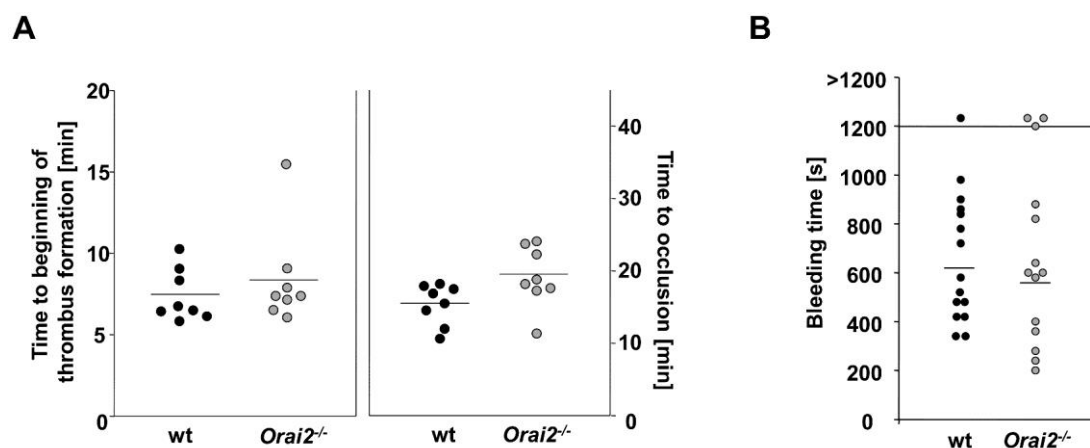 A
B
Time to beginning of
thrombus formation [min]
20
15
10
5
0
wt
Orai2-/-
40
30
20
10
0
Time to occlusion [min]
wt
Orai2-/-
Bleeding time [s]
>1200
1200
1000
800
600
400
200
0
wt
Orai2-/-